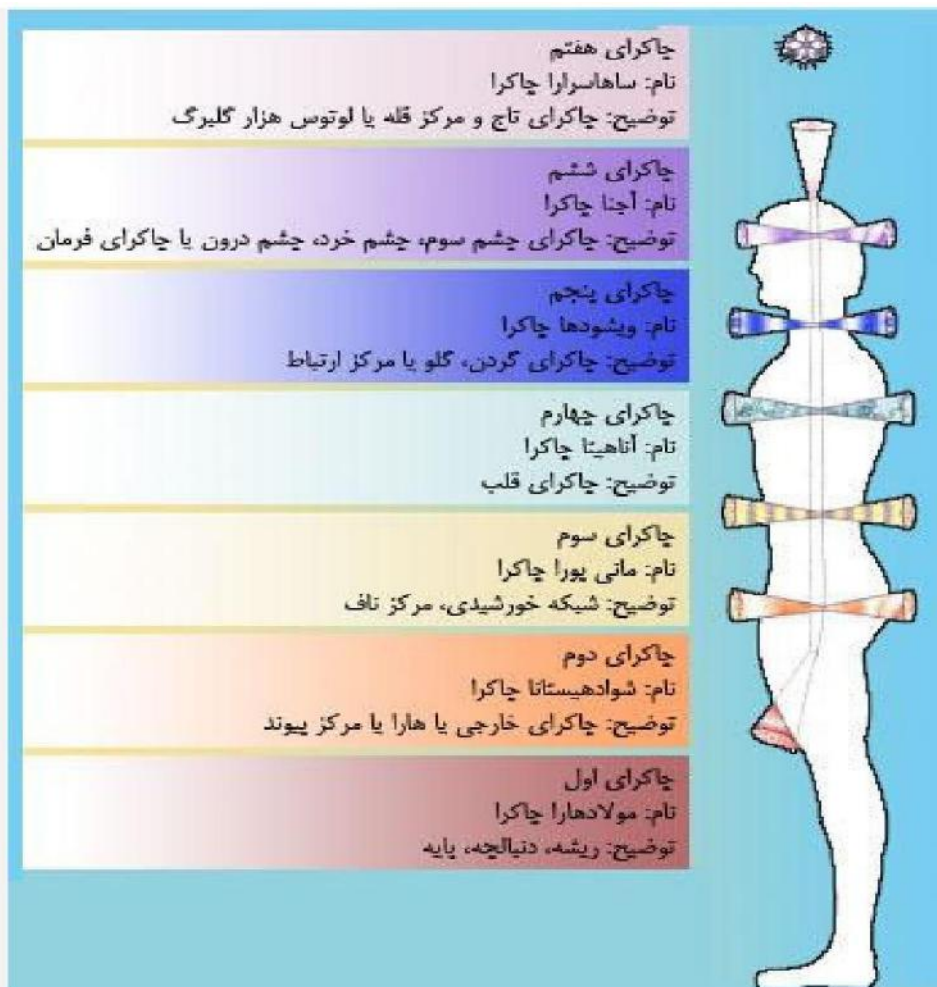 چاکرای هفتم
نام: ساهاسرارا چاکرا
توضیح: چاکرای تاج و مرکز قله یا لوتوس هزار گلبرگ
چاکرای ششم
نام: آجنا چاکرا
توضیح: چاکرای چشم سوم، چشم خرد، چشم درون یا چاکرای فرمان
چاکرای پنجم
نام: ویشودها چاکرا
توضیح: چاکرای گردن، گلو یا مرکز ارتباط
چاکرای چهارم
نام: آناهیتا چاکرا
توضیح: چاکرای قلب
چاکرای سوم
نام: مانی پورا چاکرا
توضیح: شبکه خورشیدی، مرکز ناف
چاکرای دوم
نام: شوادهیستانا چاکرا
توضیح: چاکرای خارجی یا هارا یا مرکز پیوند
چاکرای اول
نام: مولادهارا چاکرا
توضیح: ریشه، دنبالچه، پایه